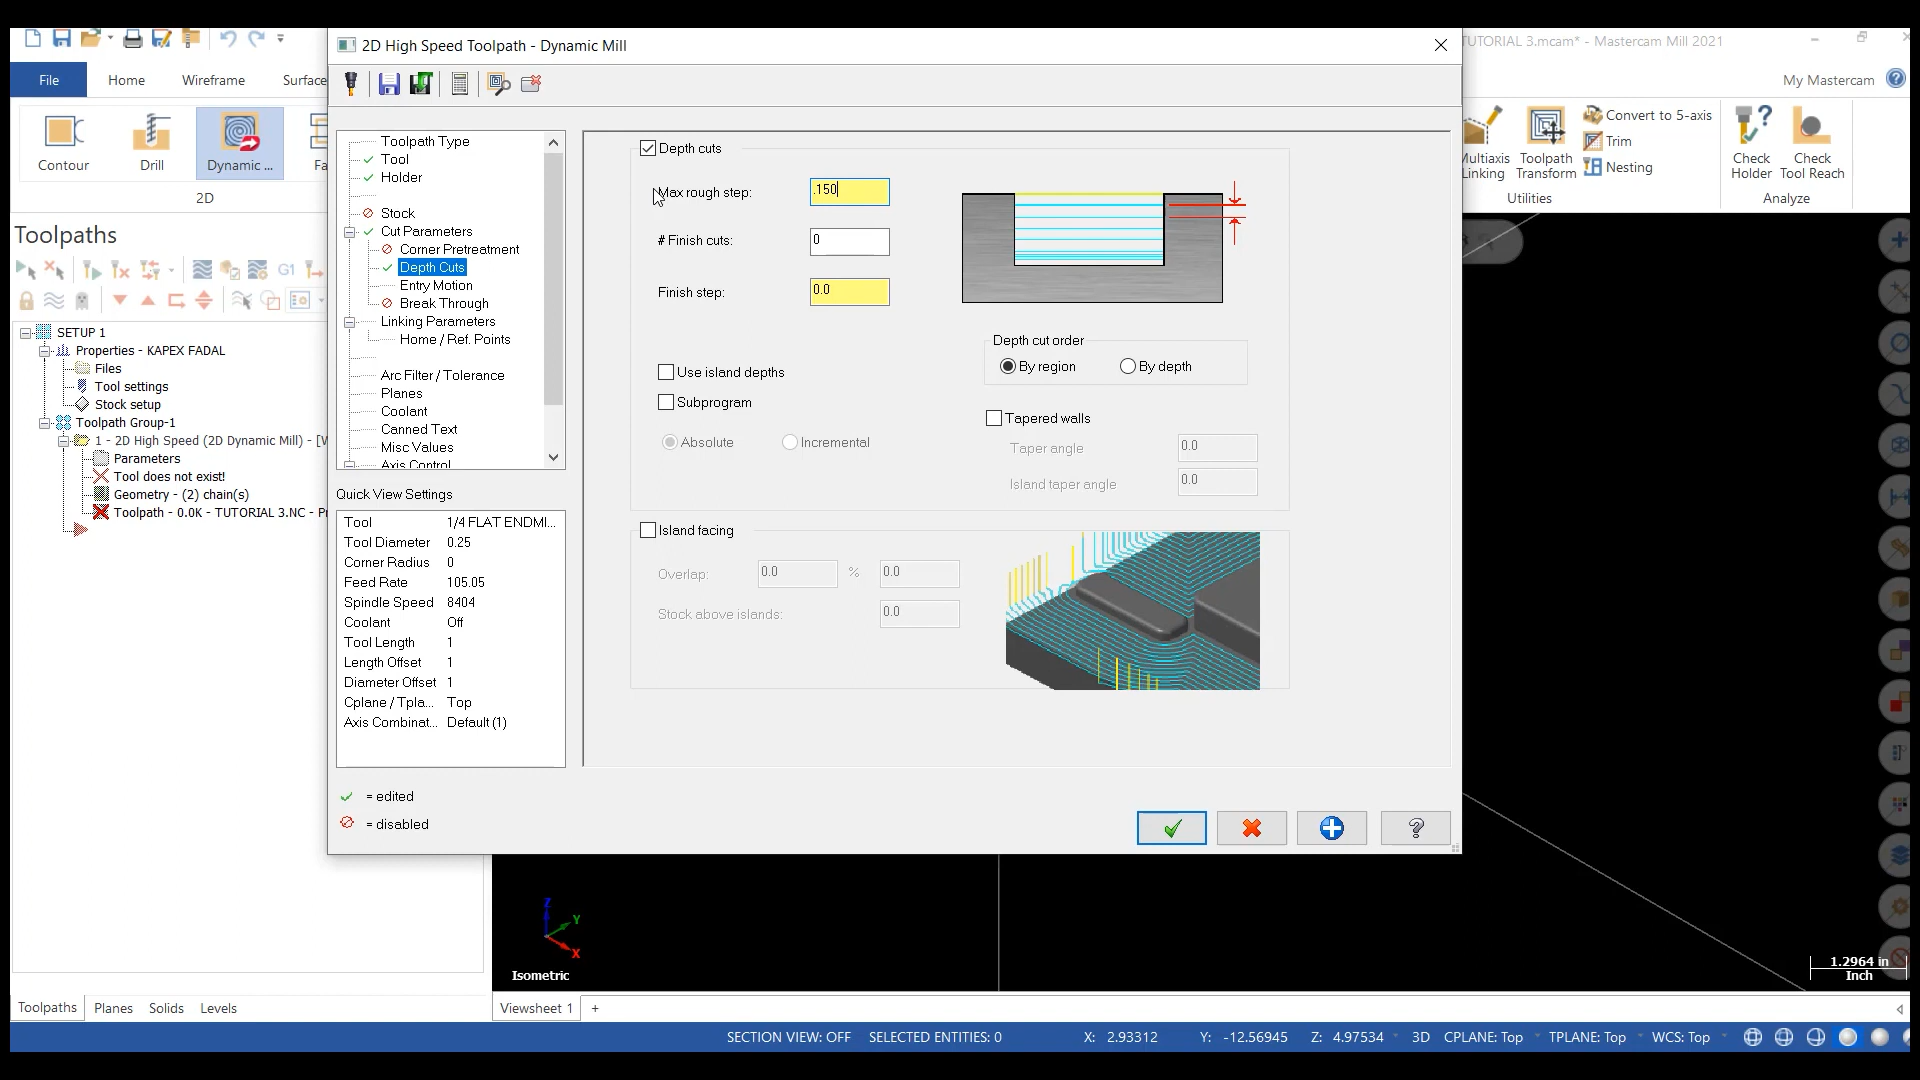 2D High Speed Toolpath - Dynamic Mill
TUTORIAL 3.mcam* - Mastercam Mill 2021
File
Home
Wireframe
Surface
My Mastercam
Contour
Drill
Dynamic ...
Fa
2D
Multiaxis Linking
Toolpath Transform
Convert to 5-axis
Trim
Nesting
Utilities
Check Holder
Check Tool Reach
Analyze
Toolpaths
G1
SETUP 1
Properties - KAPEX FADAL
Files
Tool settings
Stock setup
Toolpath Group-1
1 - 2D High Speed (2D Dynamic Mill) - [W
Parameters
Tool does not exist!
Geometry - (2) chain(s)
Toolpath - 0.0K - TUTORIAL 3.NC - Pr
Toolpath Type
Tool
Holder
Stock
Cut Parameters
Corner Pretreatment
Depth Cuts
Entry Motion
Break Through
Linking Parameters
Home / Ref. Points
Arc Filter / Tolerance
Planes
Coolant
Canned Text
Misc Values
Axis Control
Quick View Settings
Tool 1/4 FLAT ENDMI...
Tool Diameter 0.25
Corner Radius 0
Feed Rate 105.05
Spindle Speed 8404
Coolant Off
Tool Length 1
Length Offset 1
Diameter Offset 1
Cplane / Tpla... Top
Axis Combinat... Default (1)
= edited
= disabled
Depth cuts
Max rough step: .150
# Finish cuts: 0
Finish step: 0.0
Use island depths
Subprogram
Absolute
Incremental
Depth cut order
By region
By depth
Tapered walls
Taper angle 0.0
Island taper angle 0.0
Island facing
Overlap: 0.0 % 0.0
Stock above islands: 0.0
Z
Y
X
Isometric
1.2964 in
Inch
Toolpaths
Planes
Solids
Levels
Viewsheet 1
+
SECTION VIEW: OFF
SELECTED ENTITIES: 0
X: 2.93312
Y: -12.56945
Z: 4.97534
3D
CPLANE: Top
TPLANE: Top
WCS: Top